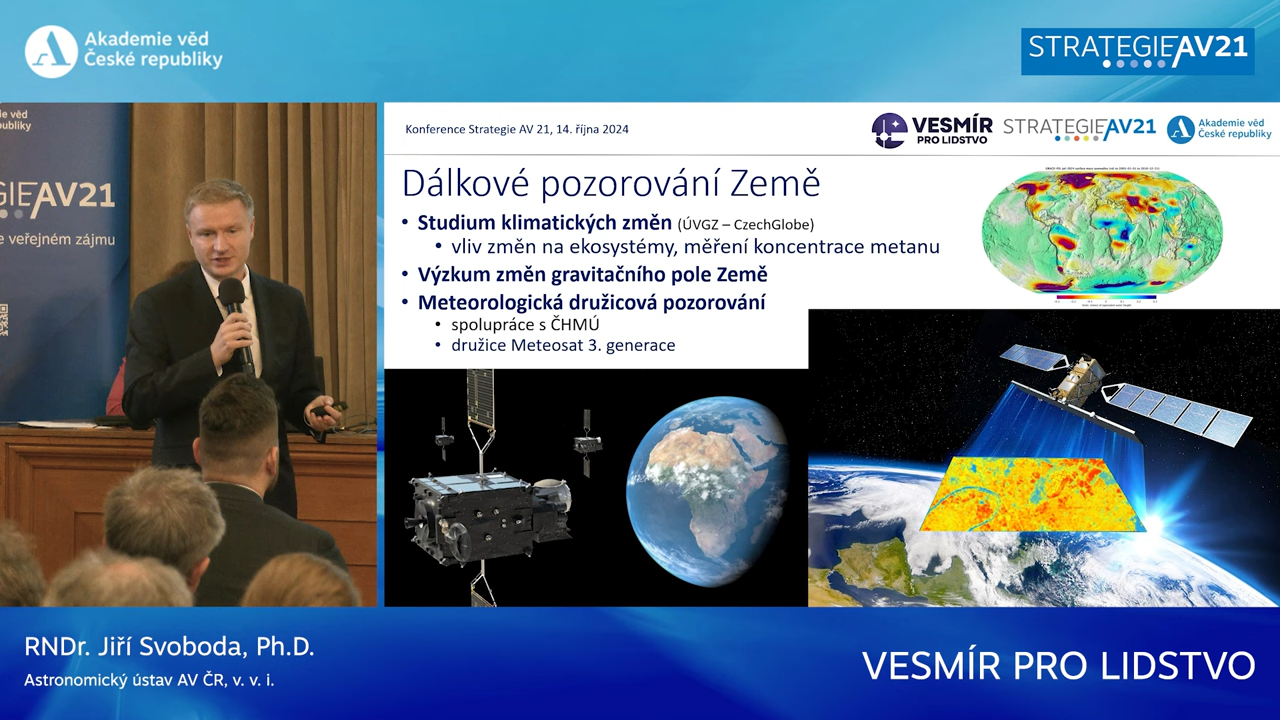 Akademie věd
České republiky
STRATEGIE AV21
ie věd
publiky
GIE AV21
e veřejném zájmu
Konference Strategie AV 21, 14. října 2024
VESMÍR
PRO LIDSTVO
STRATEGIE AV21
Akademie věd
České republiky
Dálkové pozorování Země
• Studium klimatických změn (ÚVGZ – CzechGlobe)
• vliv změn na ekosystémy, měření koncentrace metanu
• Výzkum změn gravitačního pole Země
• Meteorologická družicová pozorování
• spolupráce s ČHMÚ
• družice Meteosat 3. generace
RNDr. Jiří Svoboda, Ph.D.
Astronomický ústav AV ČR, v. v. i.
VESMÍR PRO LIDSTVO